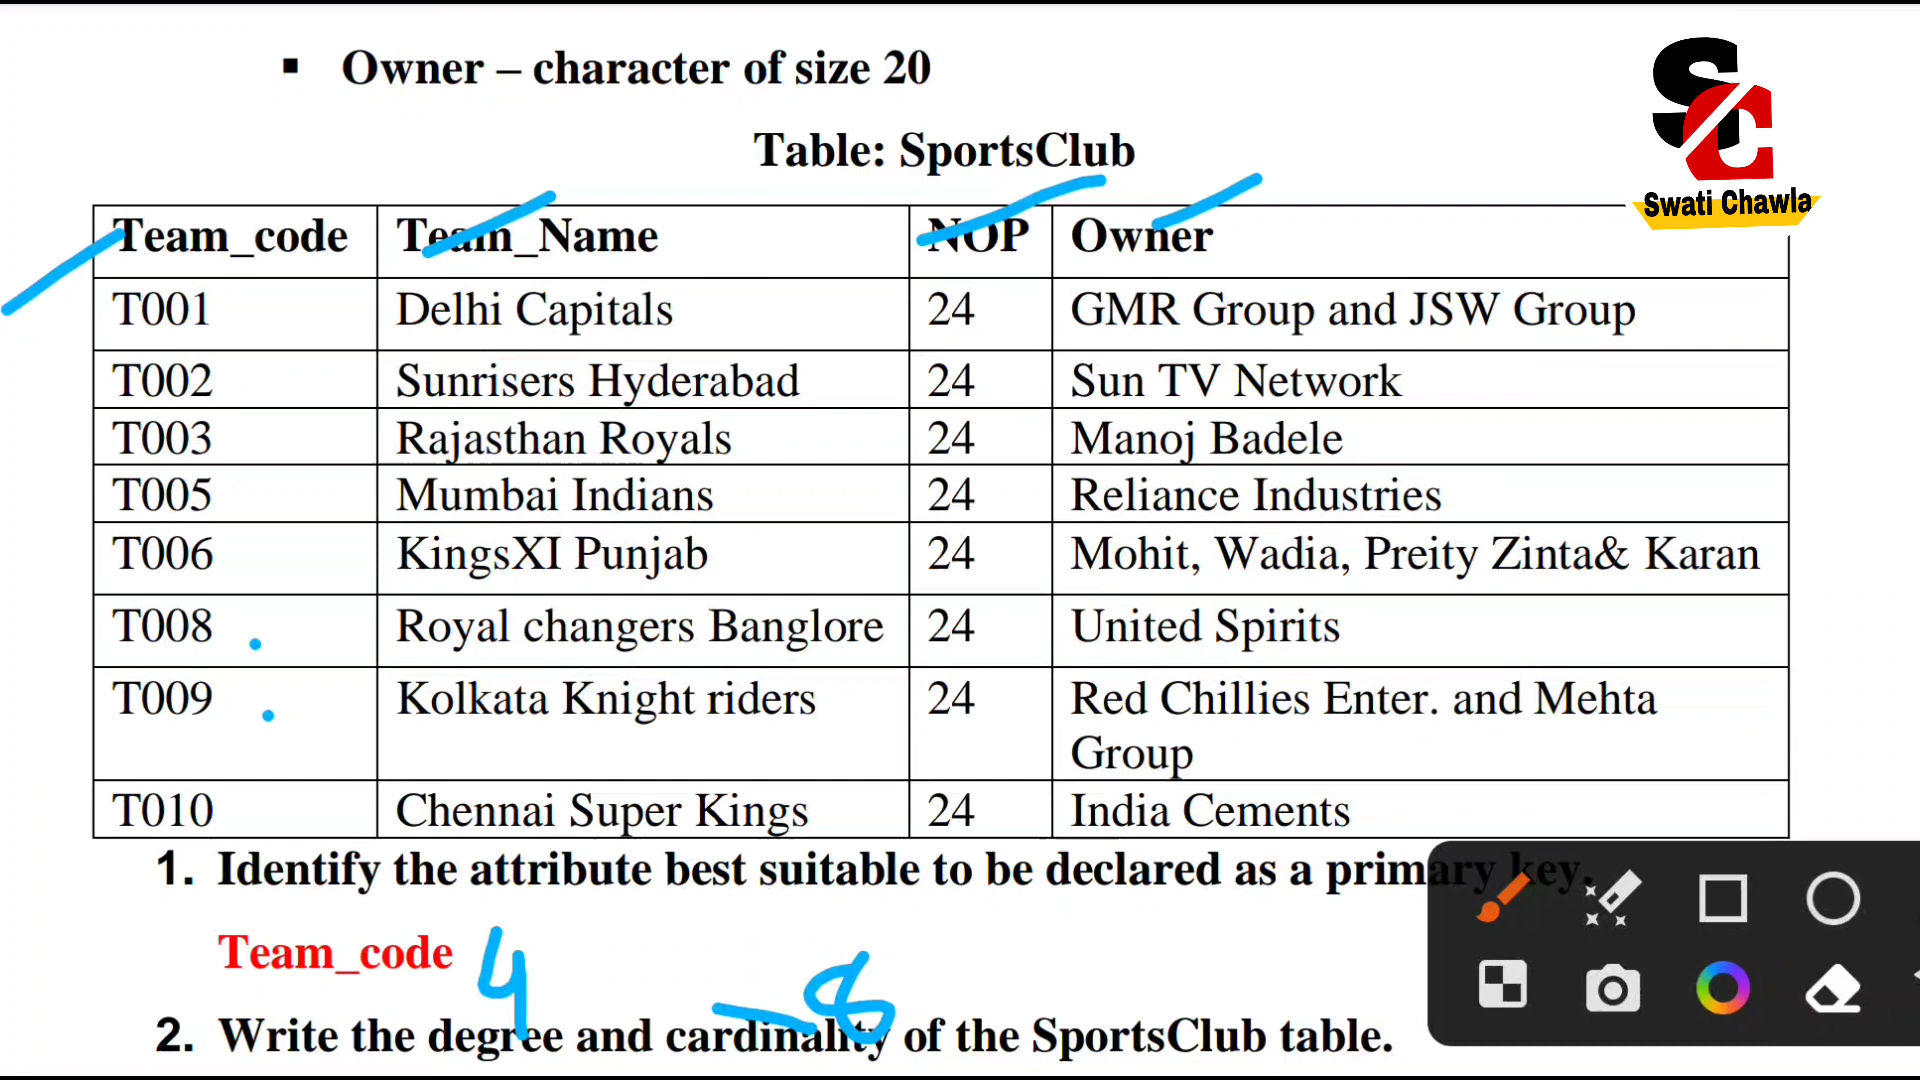 ▪ Owner – character of size 20
Table: SportsClub
SC
Swati Chawla
Team_code Team_Name NOP Owner
T001 Delhi Capitals 24 GMR Group and JSW Group
T002 Sunrisers Hyderabad 24 Sun TV Network
T003 Rajasthan Royals 24 Manoj Badele
T005 Mumbai Indians 24 Reliance Industries
T006 KingsXI Punjab 24 Mohit, Wadia, Preity Zinta& Karan
T008 Royal changers Banglore 24 United Spirits
T009 Kolkata Knight riders 24 Red Chillies Enter. and Mehta
Group
T010 Chennai Super Kings 24 India Cements
1. Identify the attribute best suitable to be declared as a primary key.
Team_code 4 – 8
2. Write the degree and cardinality of the SportsClub table.